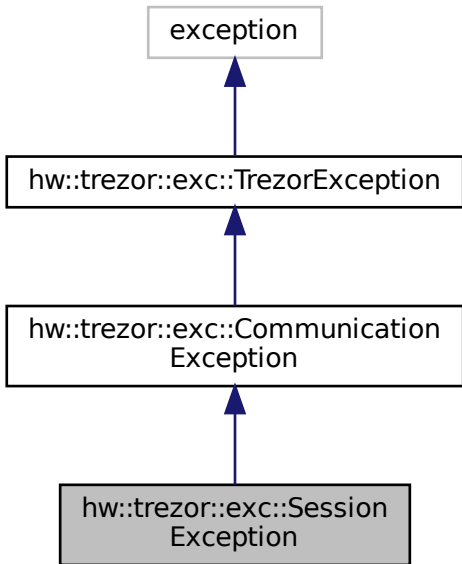 exception
hw::trezor::exc::TrezorException
hw::trezor::exc::Communication
Exception
hw::trezor::exc::Session
Exception